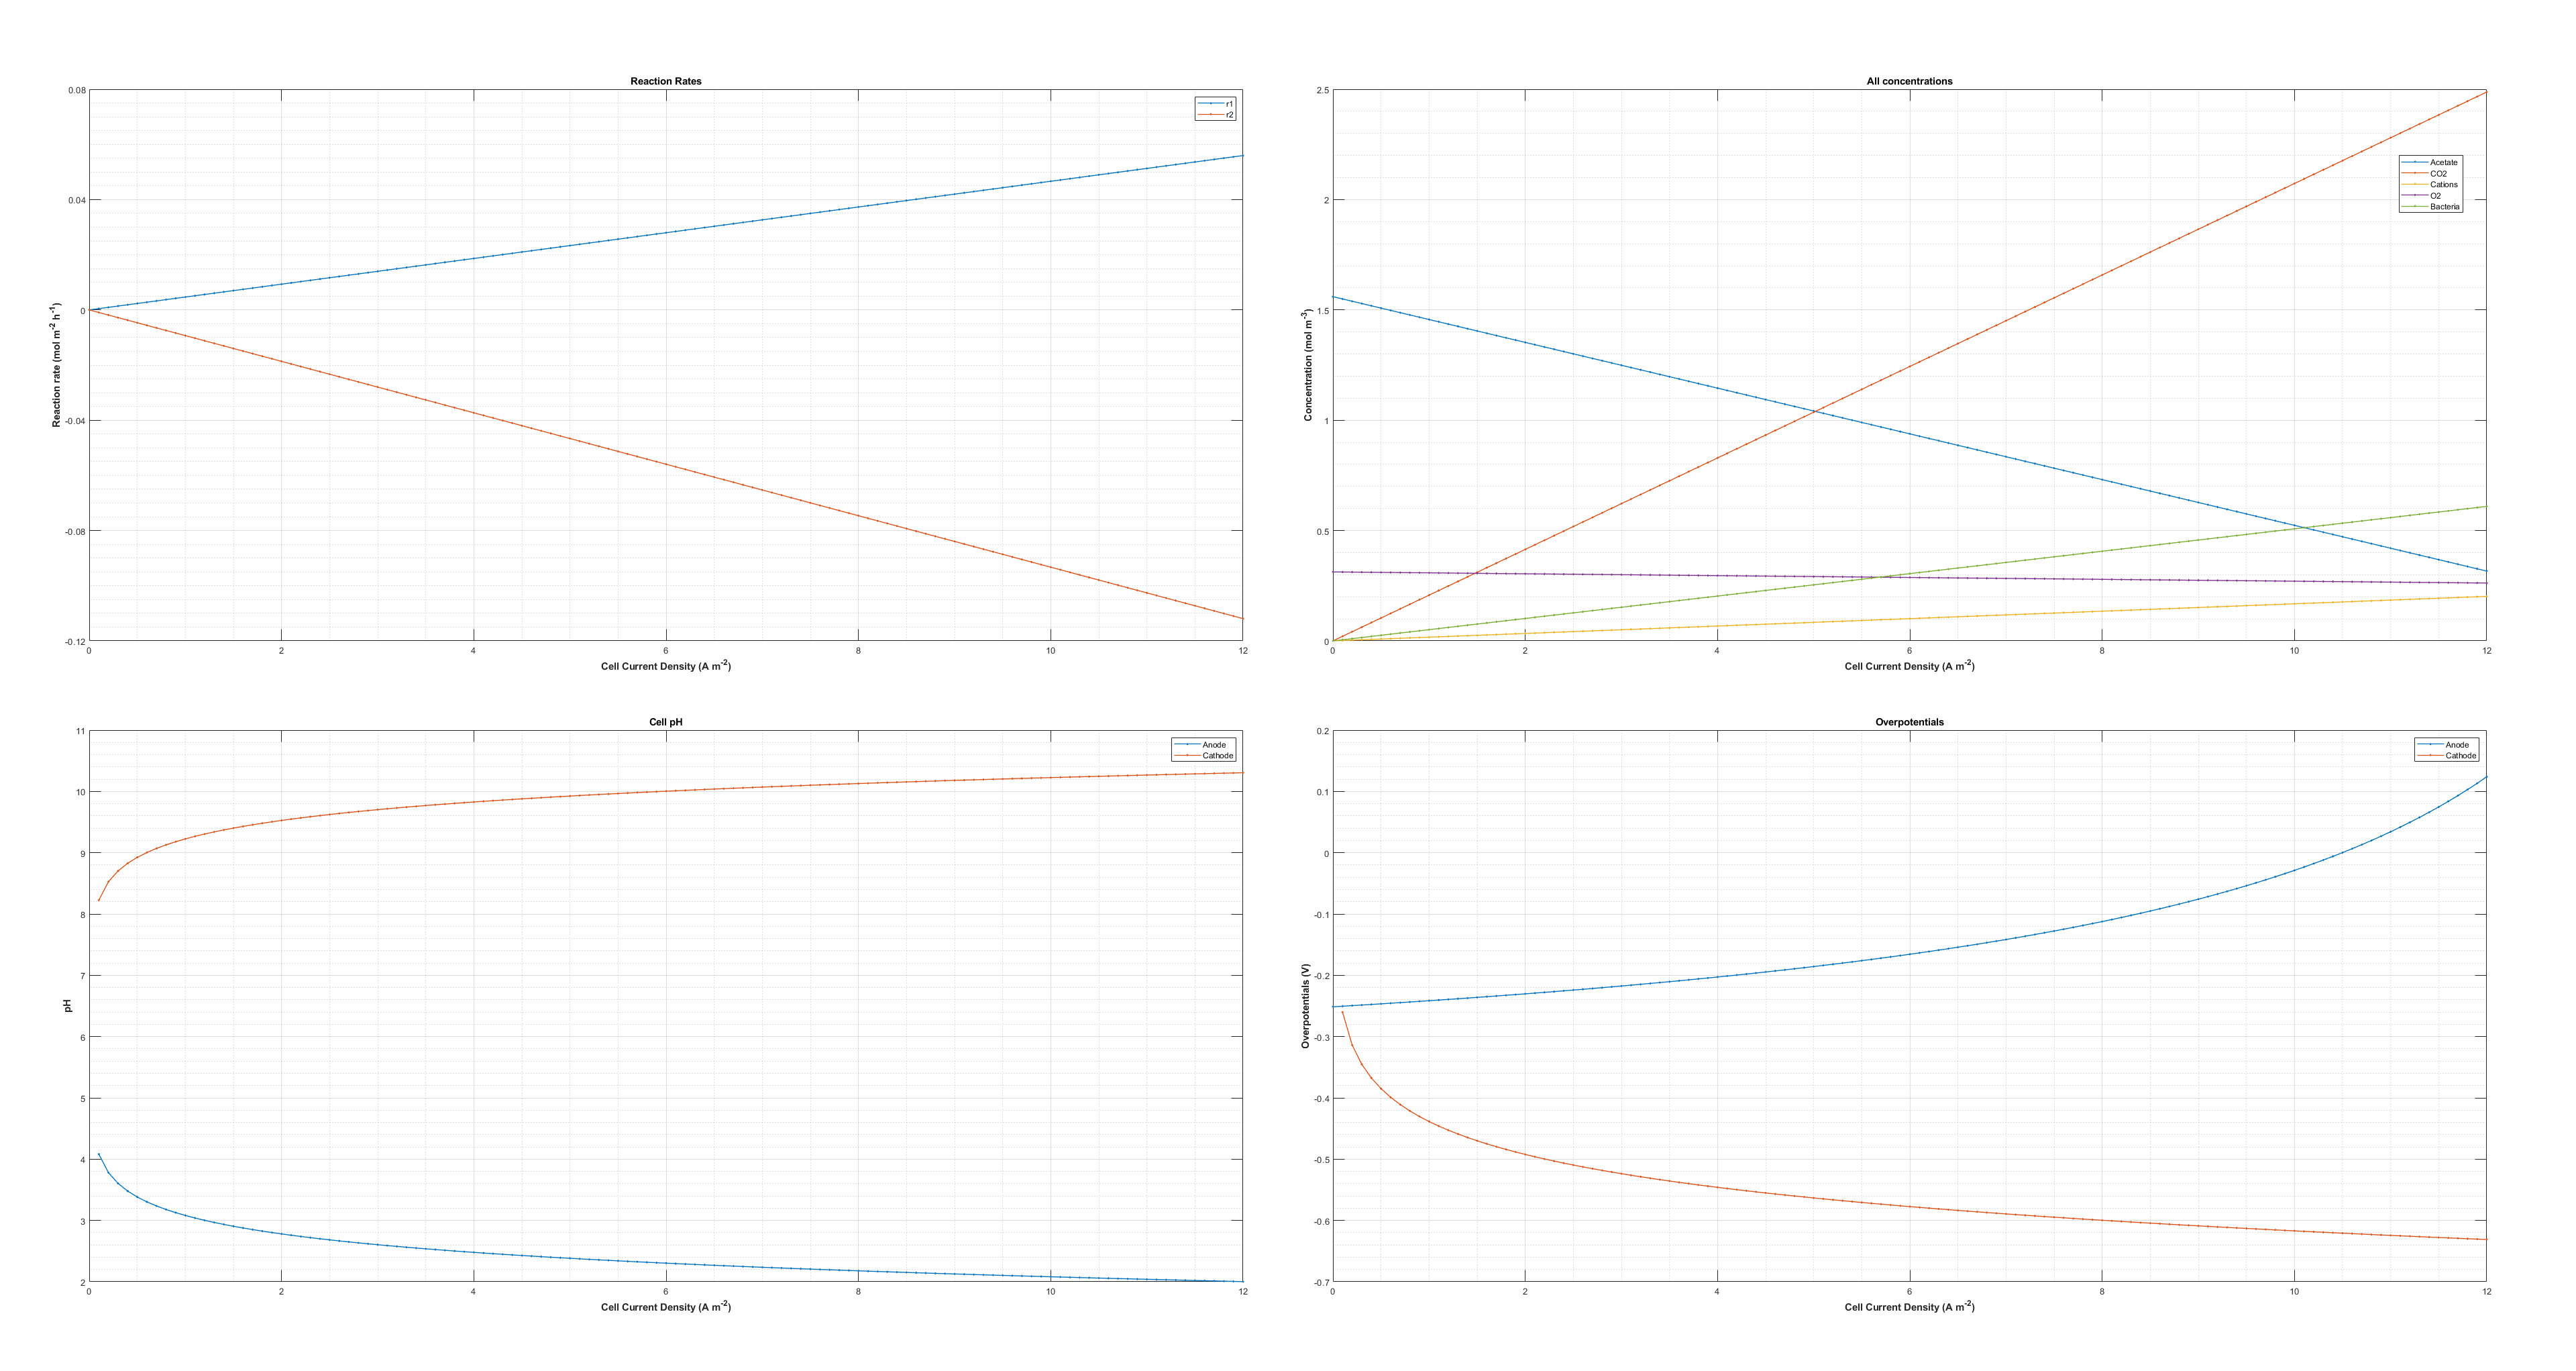 Reaction Rates
0.08
0.04
0
-0.04
-0.08
-0.12
Reaction rate (mol m-2 h-1)
r1
r2
0 2 4 6 8 10 12
Cell Current Density (A m-2)
All concentrations
2.5
2
1.5
1
0.5
0
Concentration (mol m-3)
Acetate
CO2
Cations
O2
Bacteria
0 2 4 6 8 10 12
Cell Current Density (A m-2)
Cell pH
11
10
9
8
7
6
5
4
3
2
pH
Anode
Cathode
0 2 4 6 8 10 12
Cell Current Density (A m-2)
Overpotentials
0.2
0.1
0
-0.1
-0.2
-0.3
-0.4
-0.5
-0.6
-0.7
Overpotentials (V)
Anode
Cathode
0 2 4 6 8 10 12
Cell Current Density (A m-2)